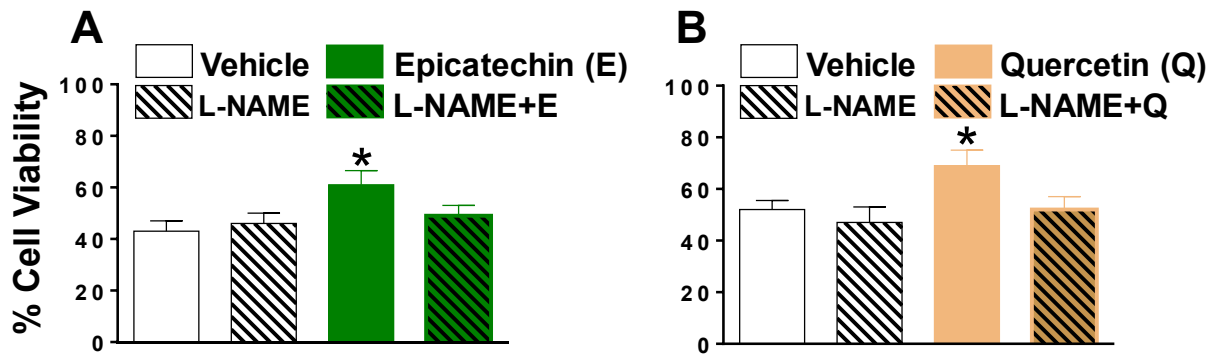 A
Vehicle Epicatechin (E)
L-NAME L-NAME+E
% Cell Viability
100
80
60
40
20
0
*
B
Vehicle Quercetin (Q)
L-NAME L-NAME+Q
100
80
60
40
20
0
*